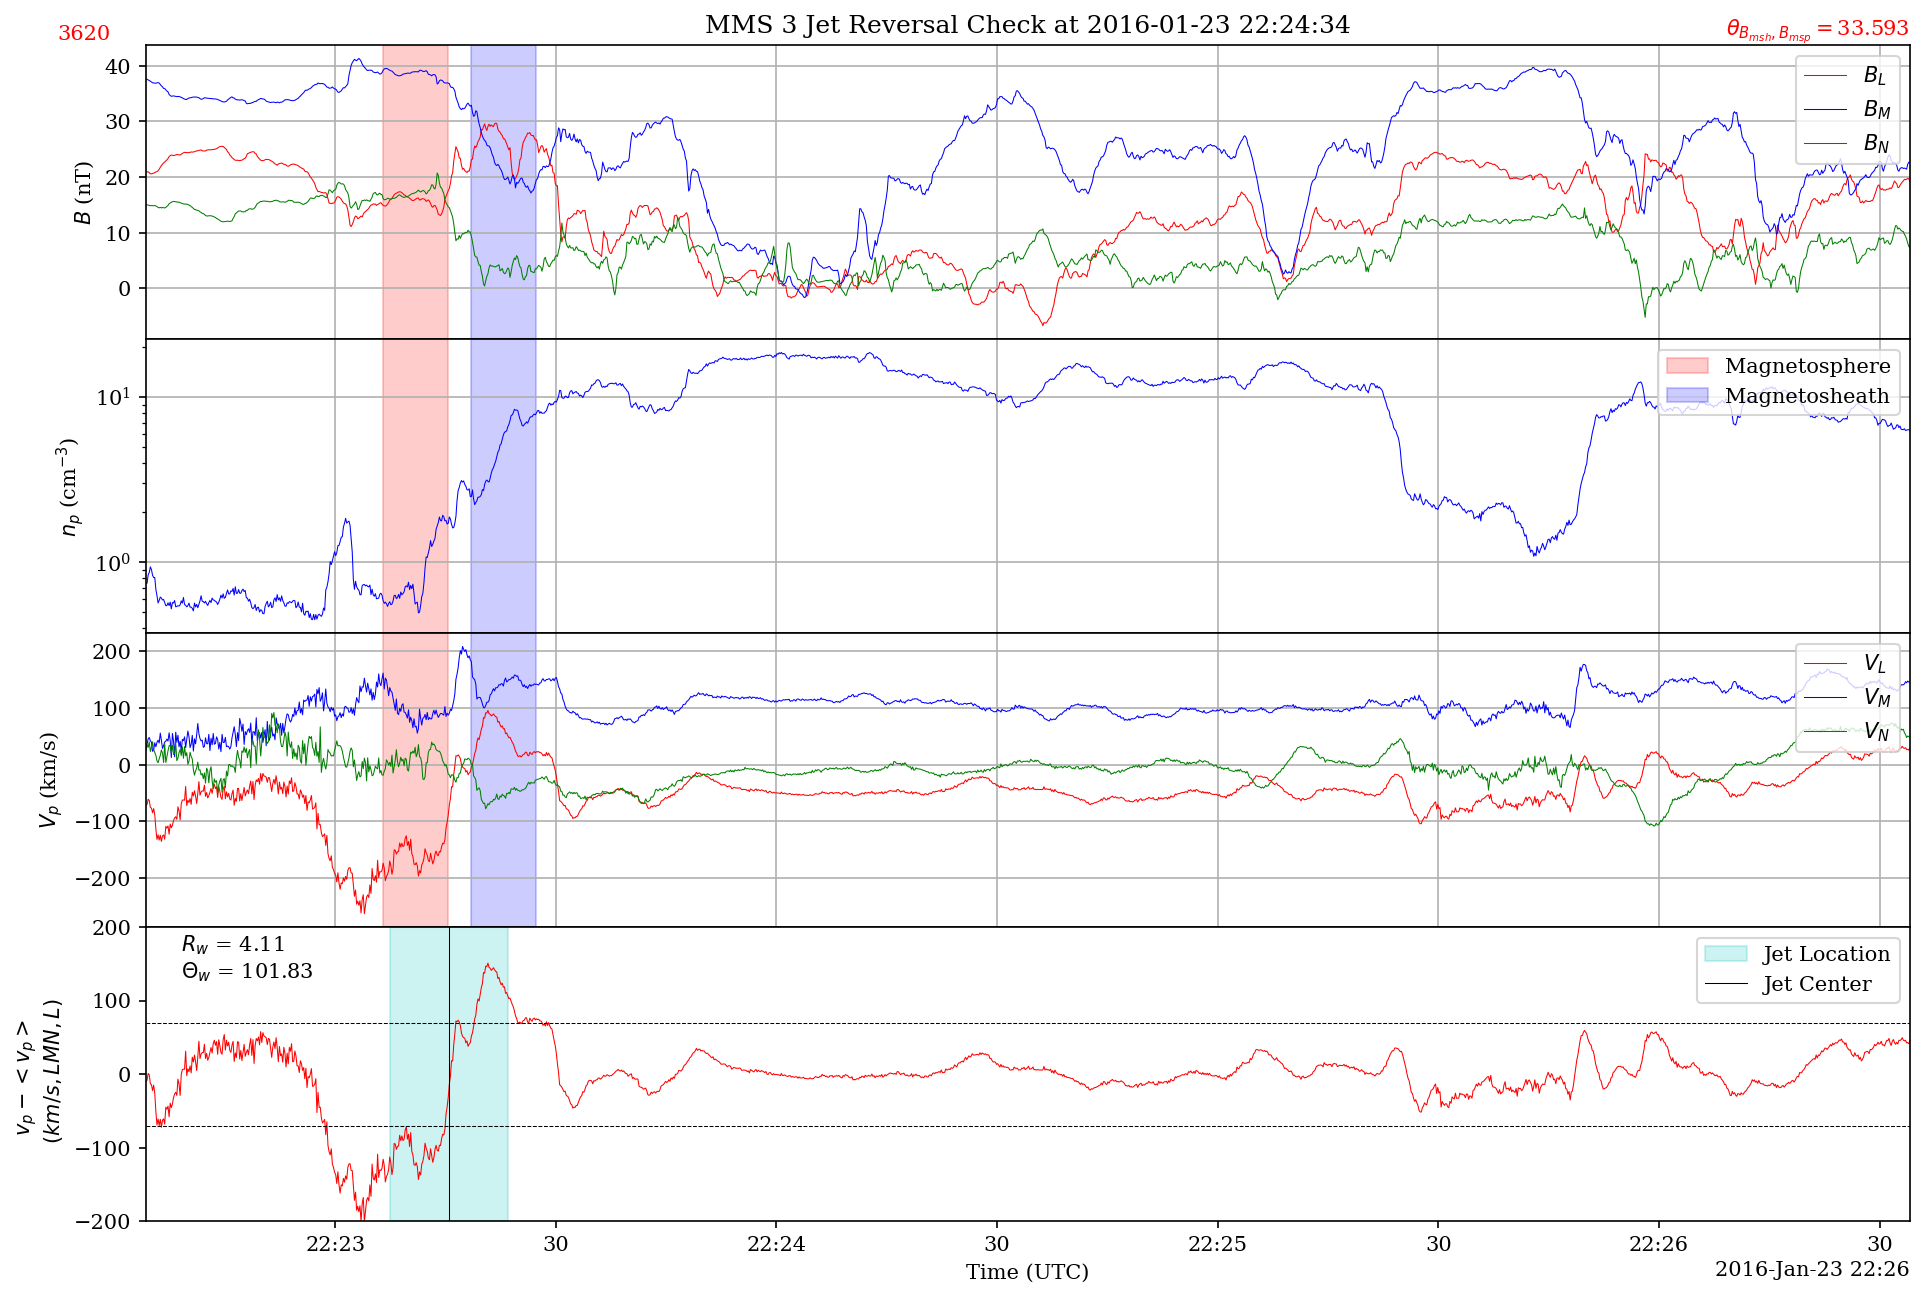 MMS 3 Jet Reversal Check at 2016-01-23 22:24:34
3620
θ_{B_{msh}, B_{msp}} = 33.593
40
30
20
10
0
B (nT)
B_L
B_M
B_N
10^1
10^0
n_p (cm^{-3})
Magnetosphere
Magnetosheath
200
100
0
−100
−200
V_p (km/s)
V_L
V_M
V_N
200
100
0
−100
−200
v_p − <v_p>
(km/s, LMN, L)
R_w = 4.11
Θ_w = 101.83
Jet Location
Jet Center
22:23 30 22:24 30 22:25 30 22:26 30
Time (UTC)
2016-Jan-23 22:26